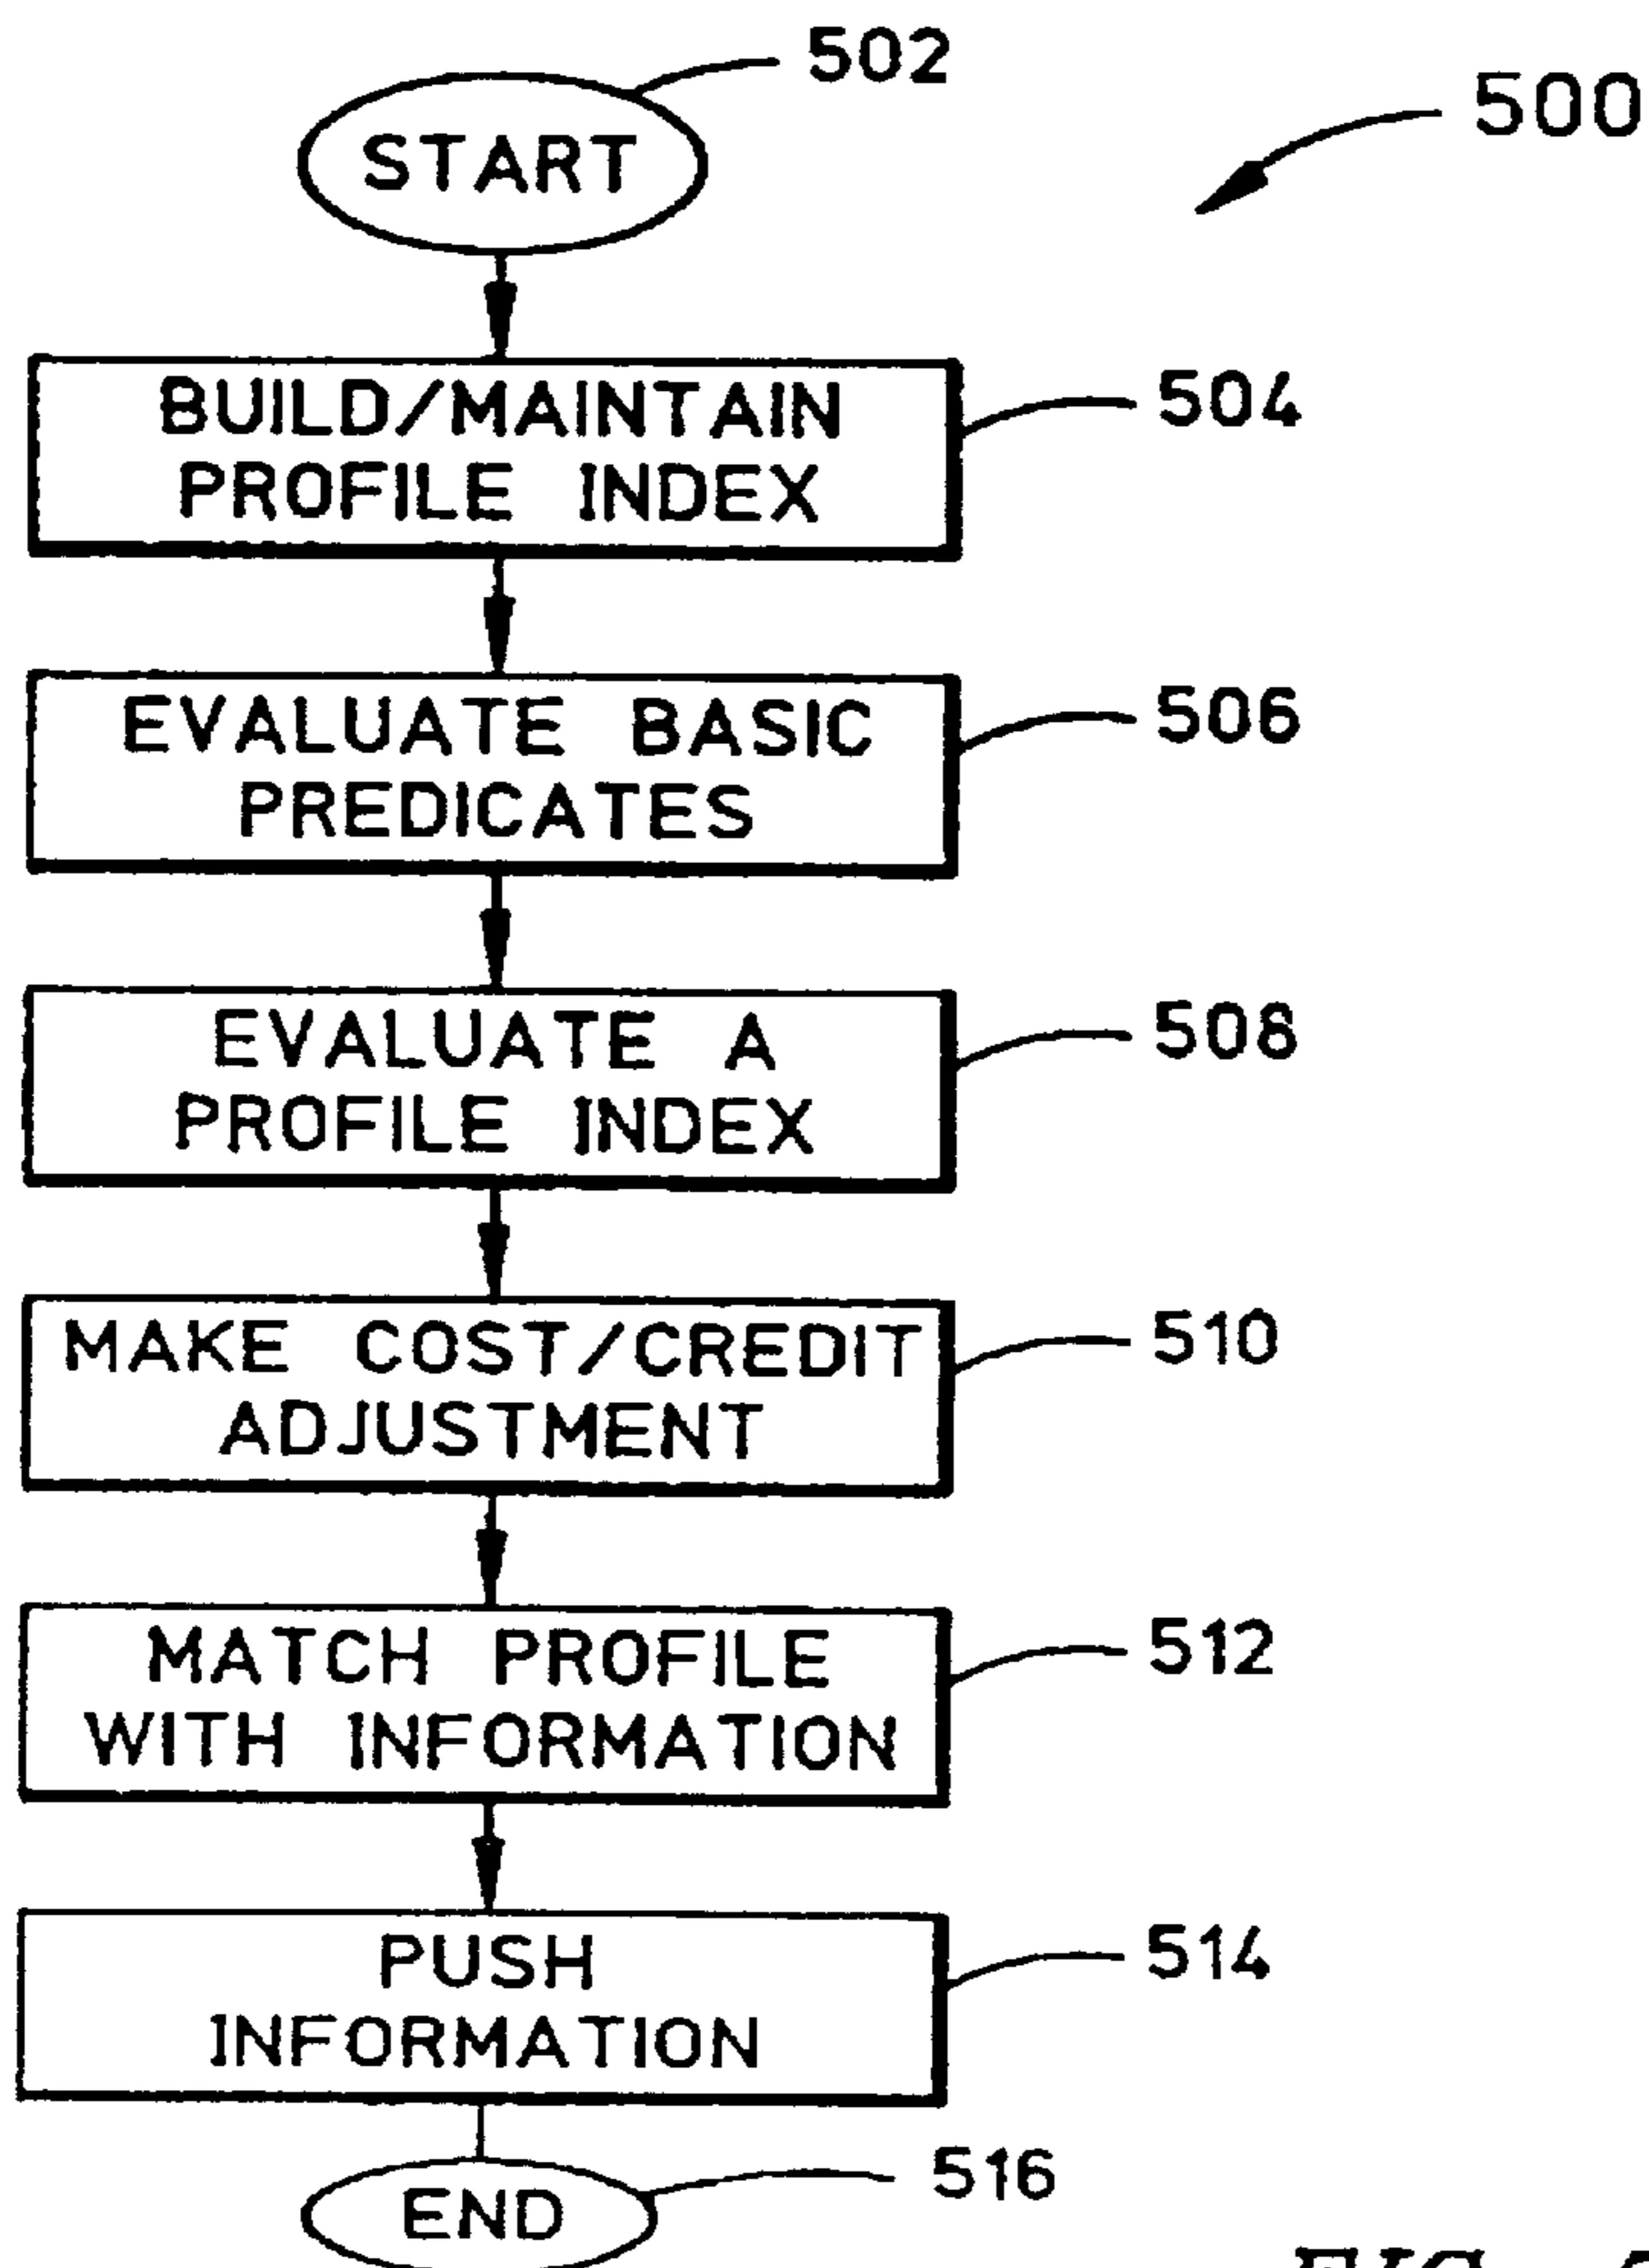 502
500
START
BUILD/MAINTAIN
PROFILE INDEX
504
EVALUATE BASIC
PREDICATES
506
EVALUATE A
PROFILE INDEX
508
MAKE COST/CREDIT
ADJUSTMENT
510
MATCH PROFILE
WITH INFORMATION
512
PUSH
INFORMATION
514
END
516